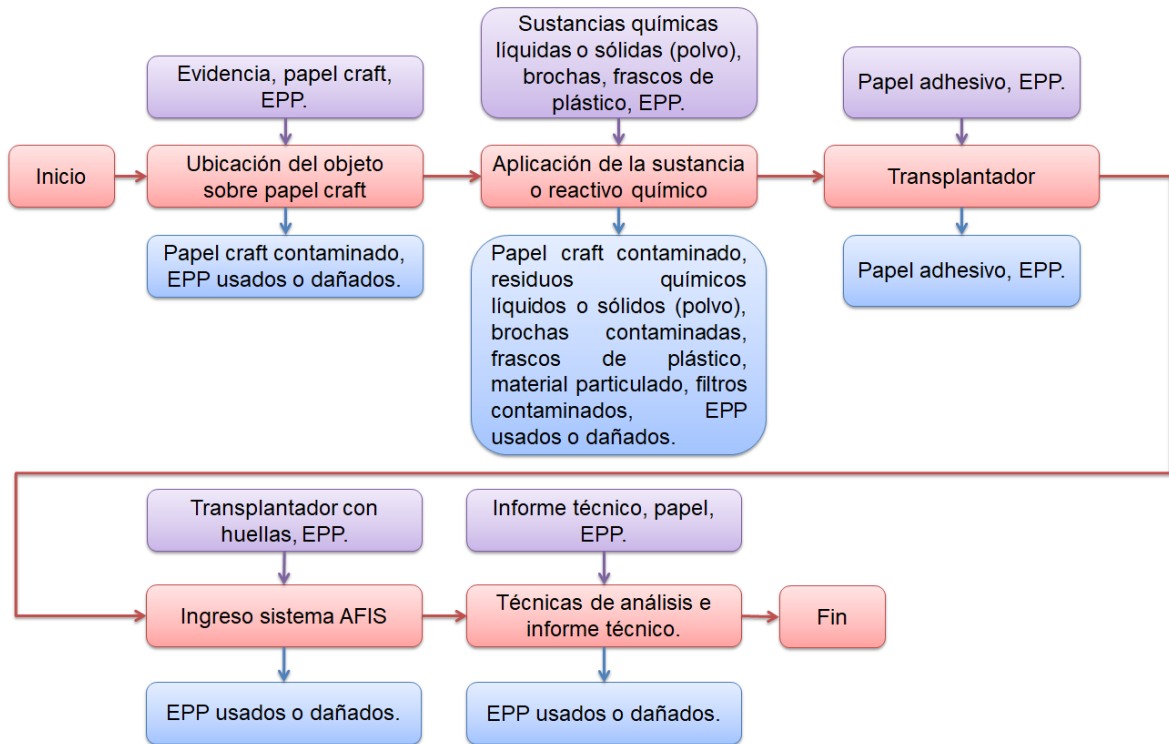 Evidencia, papel craft,
EPP.
Sustancias químicas
líquidas o sólidas (polvo),
brochas, frascos de
plástico, EPP.
Papel adhesivo, EPP.
Inicio
Ubicación del objeto
sobre papel craft
Aplicación de la sustancia
o reactivo químico
Transplantador
Papel craft contaminado,
EPP usados o dañados.
Papel craft contaminado,
residuos químicos
líquidos o sólidos (polvo),
brochas contaminadas,
frascos de plástico,
material particulado, filtros
contaminados, EPP
usados o dañados.
Papel adhesivo, EPP.
Transplantador con
huellas, EPP.
Informe técnico, papel,
EPP.
Ingreso sistema AFIS
Técnicas de análisis e
informe técnico.
Fin
EPP usados o dañados.
EPP usados o dañados.